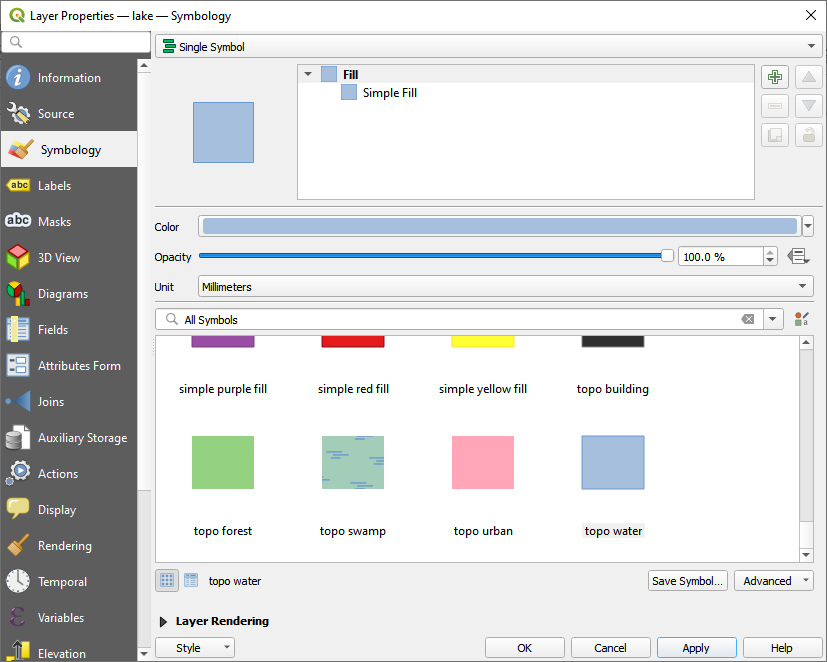 Layer Properties — lake — Symbology
Information
Source
Symbology
abc Labels
abc Masks
3D View
Diagrams
Fields
Attributes Form
Joins
Auxiliary Storage
Actions
Display
Rendering
Temporal
Variables
Elevation
Single Symbol
Fill
Simple Fill
Color
Opacity
100.0 %
Unit
Millimeters
All Symbols
simple purple fill
simple red fill
simple yellow fill
topo building
topo forest
topo swamp
topo urban
topo water
topo water
Save Symbol...
Advanced
Layer Rendering
Style
OK
Cancel
Apply
Help